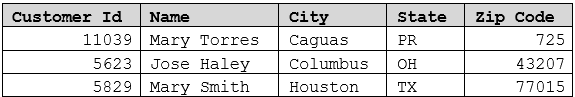 Customer Id Name City State Zip Code
11039 Mary Torres Caguas PR 725
5623 Jose Haley Columbus OH 43207
5829 Mary Smith Houston TX 77015